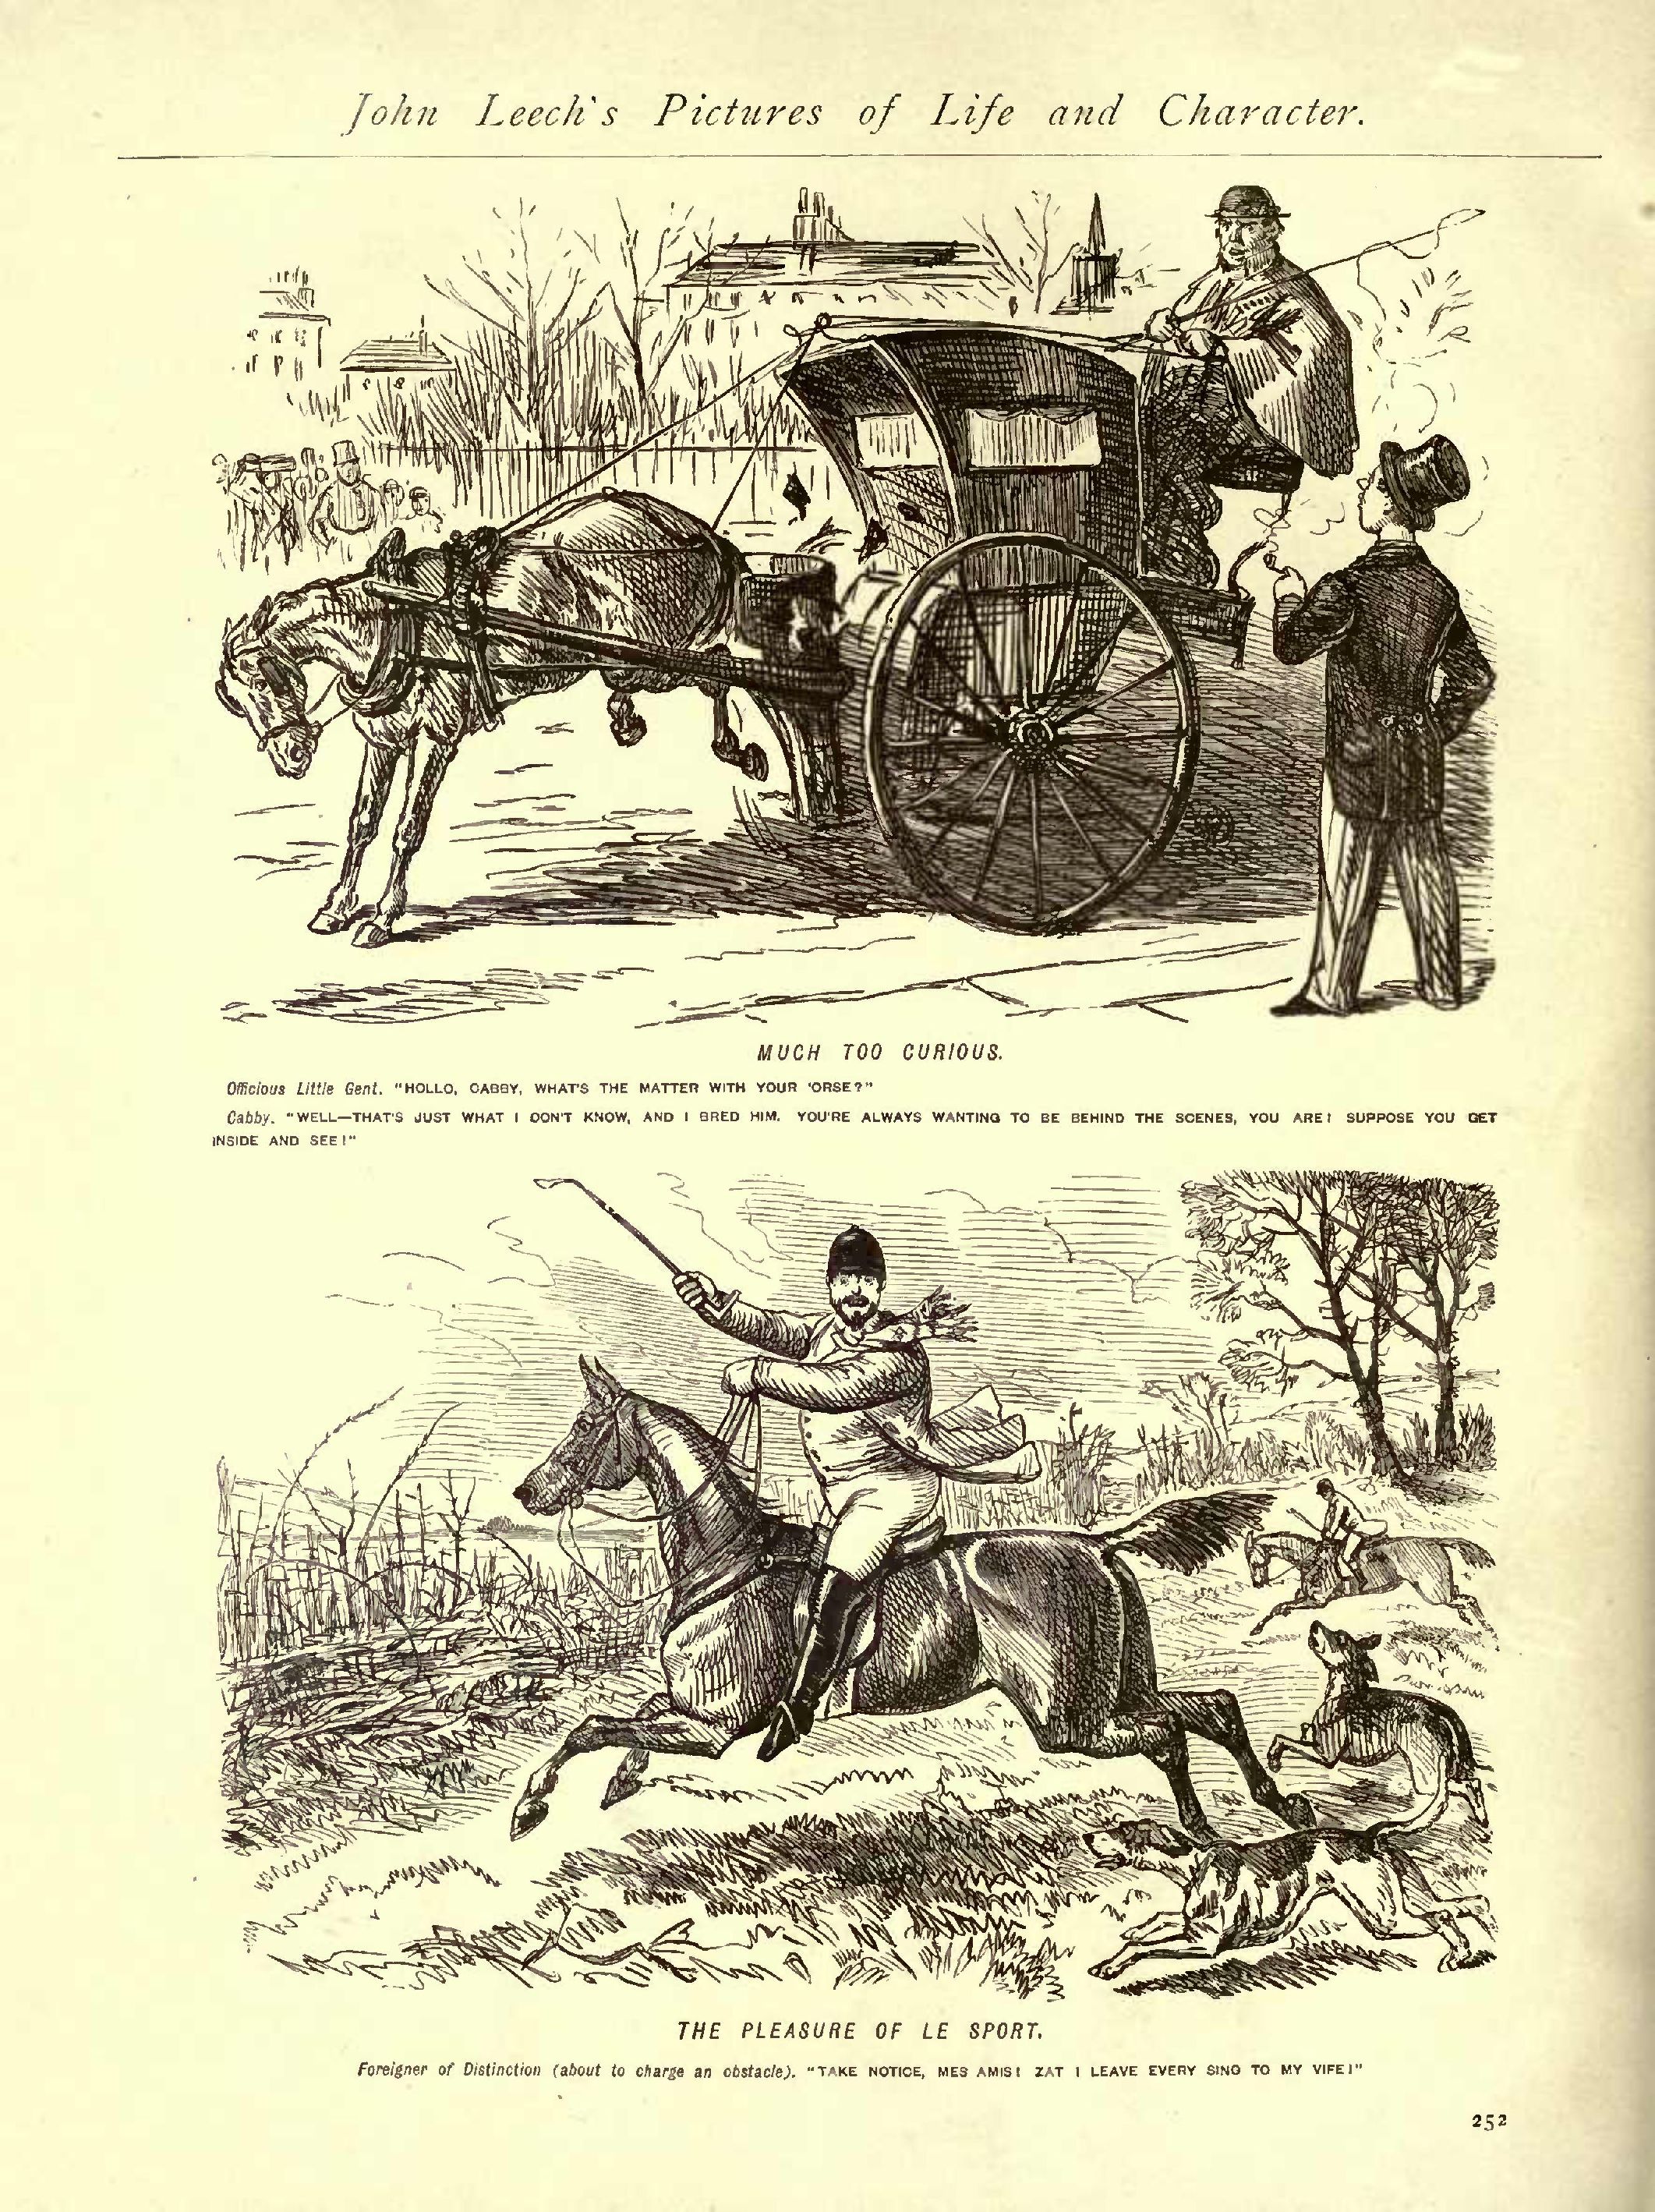 John Leech's Pictures of Life and Character.
MUCH TOO CURIOUS.
Officious Little Gent. "HOLLO, CABBY, WHAT'S THE MATTER WITH YOUR 'ORSE?"
Cabby. "WELL—THAT'S JUST WHAT I DON'T KNOW, AND I BRED HIM. YOU'RE ALWAYS WANTING TO BE BEHIND THE SCENES, YOU ARE! SUPPOSE YOU GET
INSIDE AND SEE!"
THE PLEASURE OF LE SPORT.
Foreigner of Distinction (about to charge an obstacle). "TAKE NOTICE, MES AMIS! ZAT I LEAVE EVERY SING TO MY VIFE!"
252